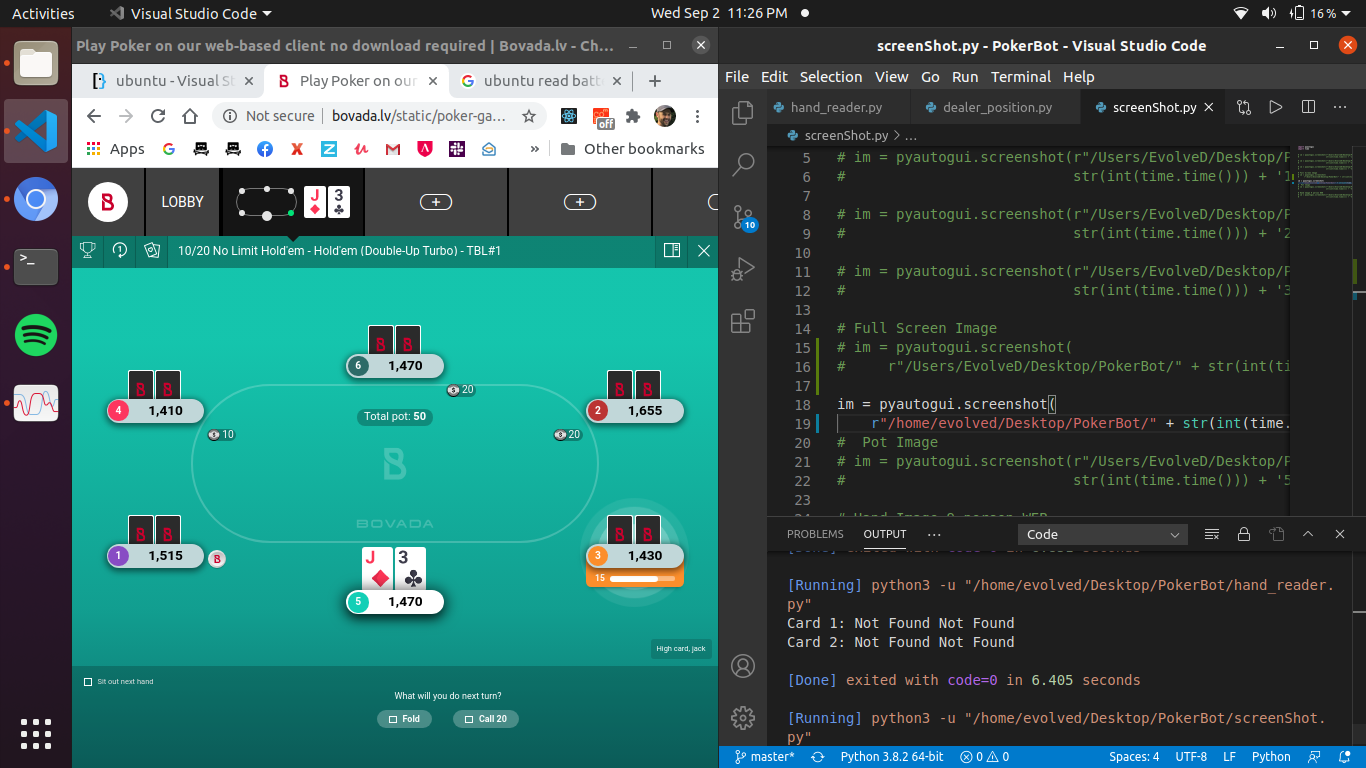 Activities
Visual Studio Code
Wed Sep 2 11:26 PM
16 %
Play Poker on our web-based client no download required | Bovada.lv - Ch...
ubuntu - Visual St
Play Poker on our
ubuntu read batt
Not secure
bovada.lv/static/poker-ga...
off
Apps
Other bookmarks
LOBBY
J 3
10/20 No Limit Hold'em - Hold'em (Double-Up Turbo) - TBL#1
6 1,470
20
4 1,410
10
Total pot: 50
2 1,655
20
BOVADA
1 1,515
3 1,430
15
J 3
5 1,470
High card, jack
Sit out next hand
What will you do next turn?
Fold
Call 20
screenShot.py - PokerBot - Visual Studio Code
File Edit Selection View Go Run Terminal Help
hand_reader.py
dealer_position.py
screenShot.py
screenShot.py > ...
10
5 # im = pyautogui.screenshot(r"/Users/EvolveD/Desktop/P
6 # str(int(time.time())) + '1
7
8 # im = pyautogui.screenshot(r"/Users/EvolveD/Desktop/P
9 # str(int(time.time())) + '2
10
11 # im = pyautogui.screenshot(r"/Users/EvolveD/Desktop/P
12 # str(int(time.time())) + '3
13
14 # Full Screen Image
15 # im = pyautogui.screenshot(
16 # r"/Users/EvolveD/Desktop/PokerBot/" + str(int(ti
17
18 im = pyautogui.screenshot(
19 r"/home/evolved/Desktop/PokerBot/" + str(int(time.
20 # Pot Image
21 # im = pyautogui.screenshot(r"/Users/EvolveD/Desktop/P
22 # str(int(time.time())) + '5
23
PROBLEMS OUTPUT ... Code
[Running] python3 -u "/home/evolved/Desktop/PokerBot/hand_reader.
py"
Card 1: Not Found Not Found
Card 2: Not Found Not Found
[Done] exited with code=0 in 6.405 seconds
[Running] python3 -u "/home/evolved/Desktop/PokerBot/screenShot.
py"
master*
Python 3.8.2 64-bit
0
0
Spaces: 4
UTF-8
LF
Python